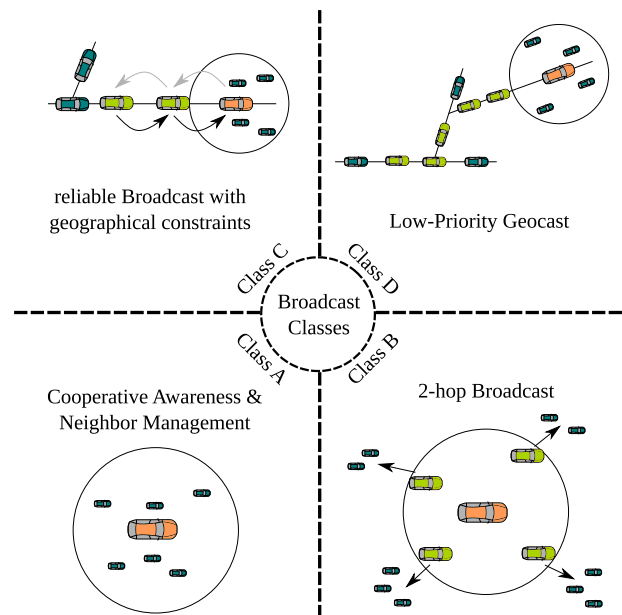 reliable Broadcast with
geographical constraints
Low-Priority Geocast
Class C
Class D
Broadcast
Classes
Class A
Class B
Cooperative Awareness &
Neighbor Management
2-hop Broadcast